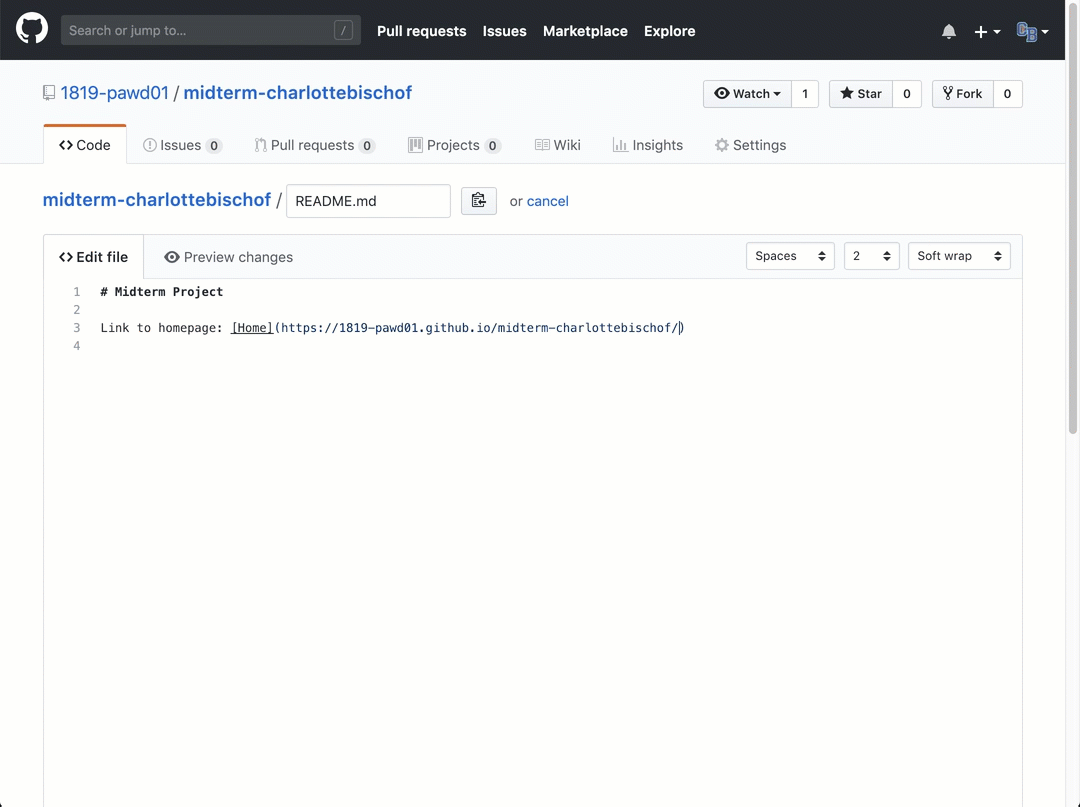 Search or jump to… / Pull requests Issues Marketplace Explore
1819-pawd01 / midterm-charlottebischof Watch 1 Star 0 Fork 0
Code Issues 0 Pull requests 0 Projects 0 Wiki Insights Settings
midterm-charlottebischof / README.md or cancel
Edit file Preview changes Spaces 2 Soft wrap
1 # Midterm Project
2
3 Link to homepage: [Home](https://1819-pawd01.github.io/midterm-charlottebischof/)
4